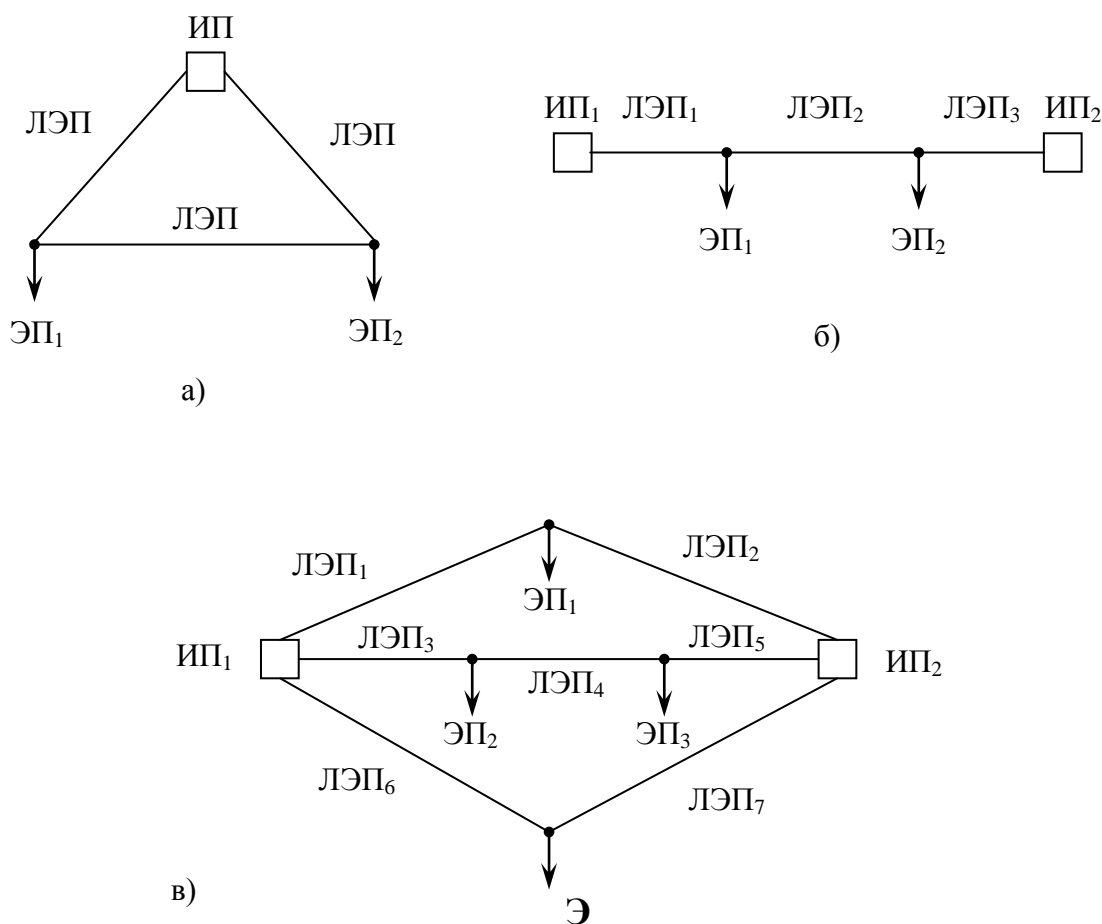 ИП
ЛЭП
ЛЭП
ЛЭП
ЭП₁
ЭП₂
а)
ИП₁
ЛЭП₁
ЛЭП₂
ЛЭП₃
ИП₂
ЭП₁
ЭП₂
б)
ЛЭП₁
ЛЭП₂
ЭП₁
ИП₁
ЛЭП₃
ЛЭП₅
ИП₂
ЛЭП₄
ЭП₂
ЭП₃
ЛЭП₆
ЛЭП₇
в)
Э